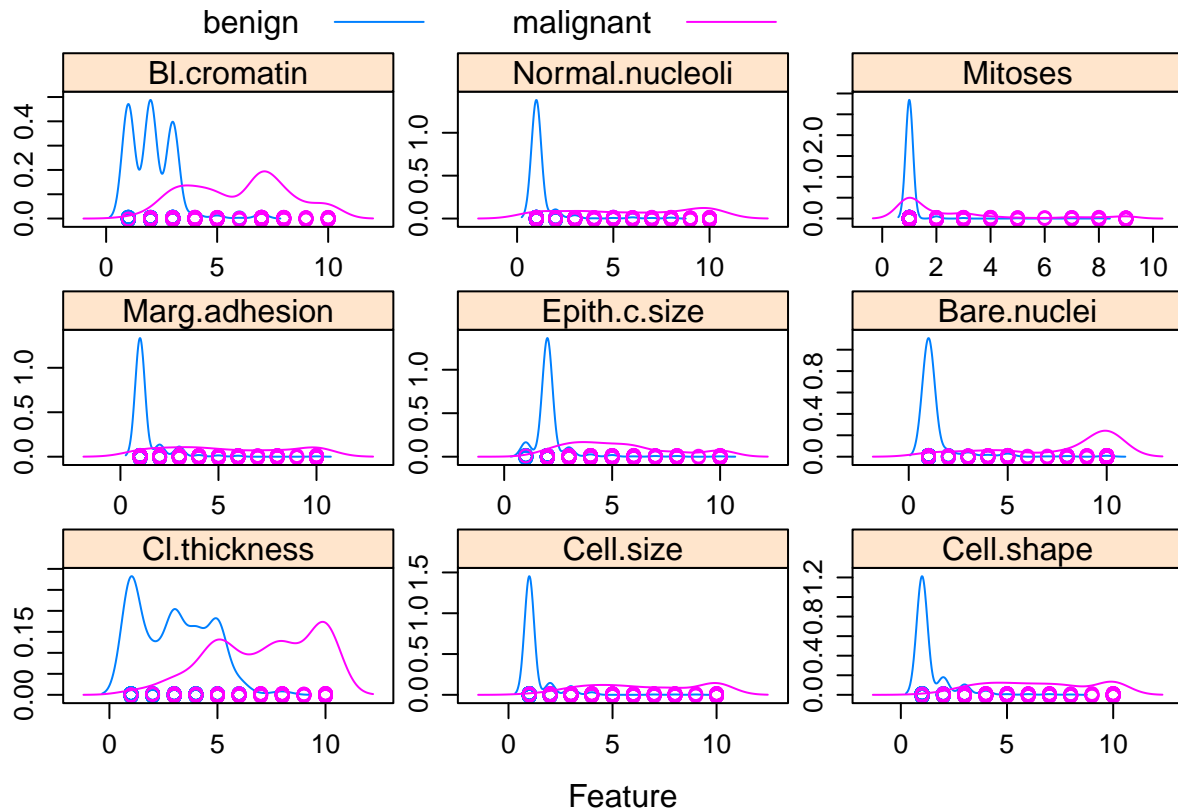 benign malignant
Bl.cromatin
0.0 0.2 0.4
0 5 10
Normal.nucleoli
0.0 0.5 1.0
0 5 10
Mitoses
0.0 1.0 2.0
0 2 4 6 8 10
Marg.adhesion
0.0 0.5 1.0
0 5 10
Epith.c.size
0.0 0.5 1.0
0 5 10
Bare.nuclei
0.0 0.4 0.8
0 5 10
Cl.thickness
0.00 0.15
0 5 10
Cell.size
0.0 0.5 1.0 1.5
0 5 10
Cell.shape
0.0 0.4 0.8 1.2
0 5 10
Feature